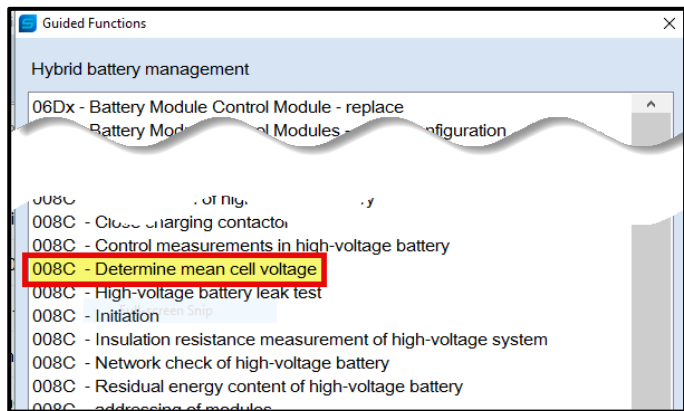 Guided Functions
Hybrid battery management
06Dx - Battery Module Control Module - replace
Battery
008C - Close charging contactor
008C - Control measurements in high-voltage battery
008C - Determine mean cell voltage
008C - High-voltage battery leak test
008C - Initiation
008C - Insulation resistance measurement of high-voltage system
008C - Network check of high-voltage battery
008C - Residual energy content of high-voltage battery
008C - addressing of modules